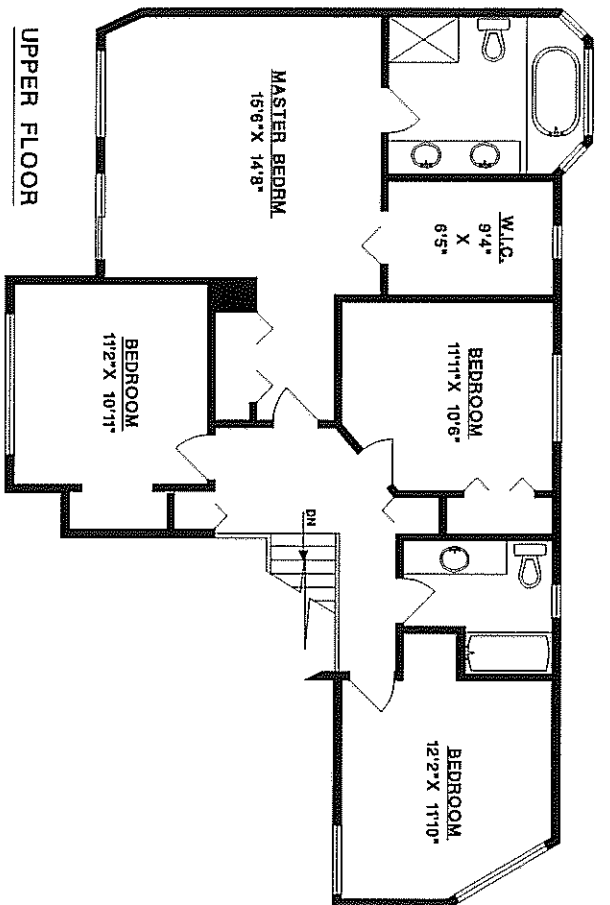 UPPER FLOOR
MASTER BEDRM
15'6"X 14'8"
W.I.C.
9'4"
X
6'5"
BEDROOM
11'2"X 10'11"
BEDROOM
11'11"X 10'6"
DN
BEDROOM
12'2"X 11'10"